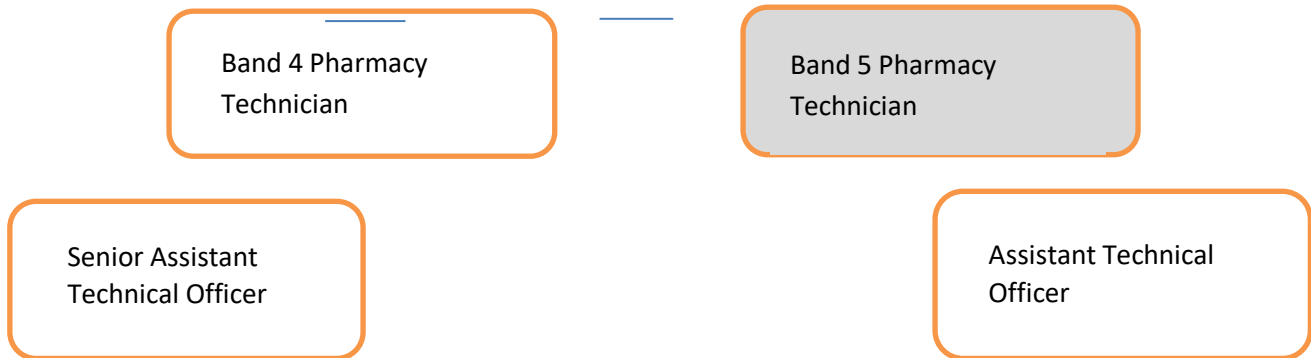 Band 4 Pharmacy
Technician
Band 5 Pharmacy
Technician
Senior Assistant
Technical Officer
Assistant Technical
Officer